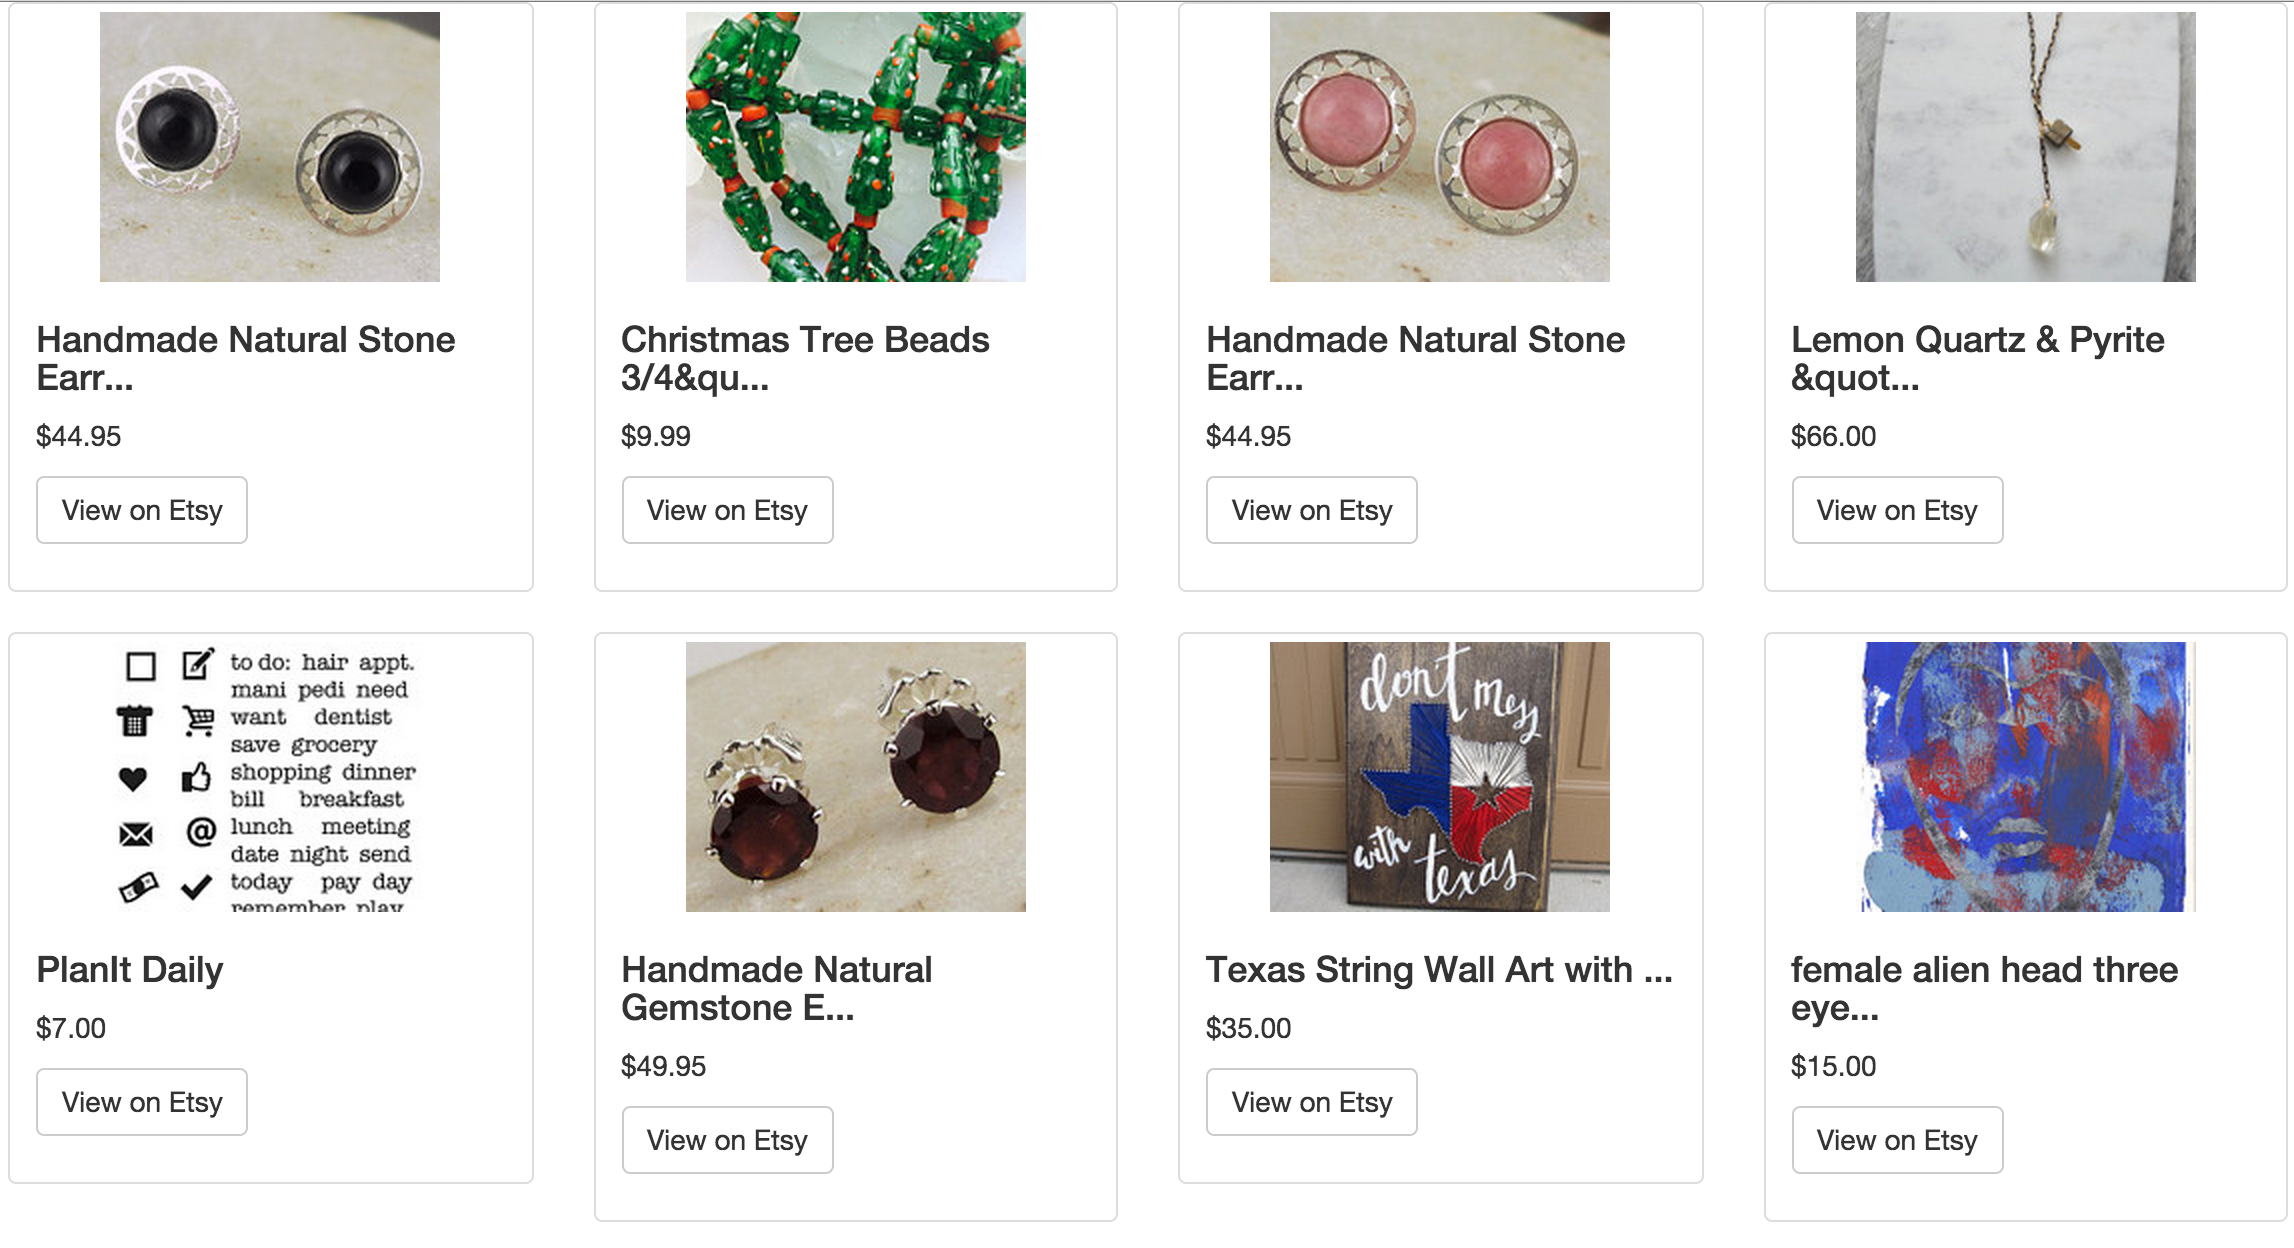 Handmade Natural Stone
Earr...
$44.95
View on Etsy
Christmas Tree Beads
3/4&qu...
$9.99
View on Etsy
Handmade Natural Stone
Earr...
$44.95
View on Etsy
Lemon Quartz & Pyrite
&quot...
$66.00
View on Etsy
to do: hair appt.
mani pedi need
want dentist
save grocery
shopping dinner
bill breakfast
lunch meeting
@
date night send
today pay day
remember play
PlanIt Daily
$7.00
View on Etsy
Handmade Natural
Gemstone E...
$49.95
View on Etsy
don't mess
with
texas
Texas String Wall Art with ...
$35.00
View on Etsy
female alien head three
eye...
$15.00
View on Etsy